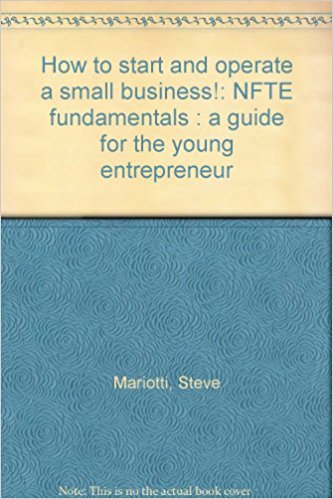 How to start and operate
a small business!: NFTE
fundamentals : a guide
for the young
entrepreneur
Mariotti, Steve
Note: This is no the actual book cover